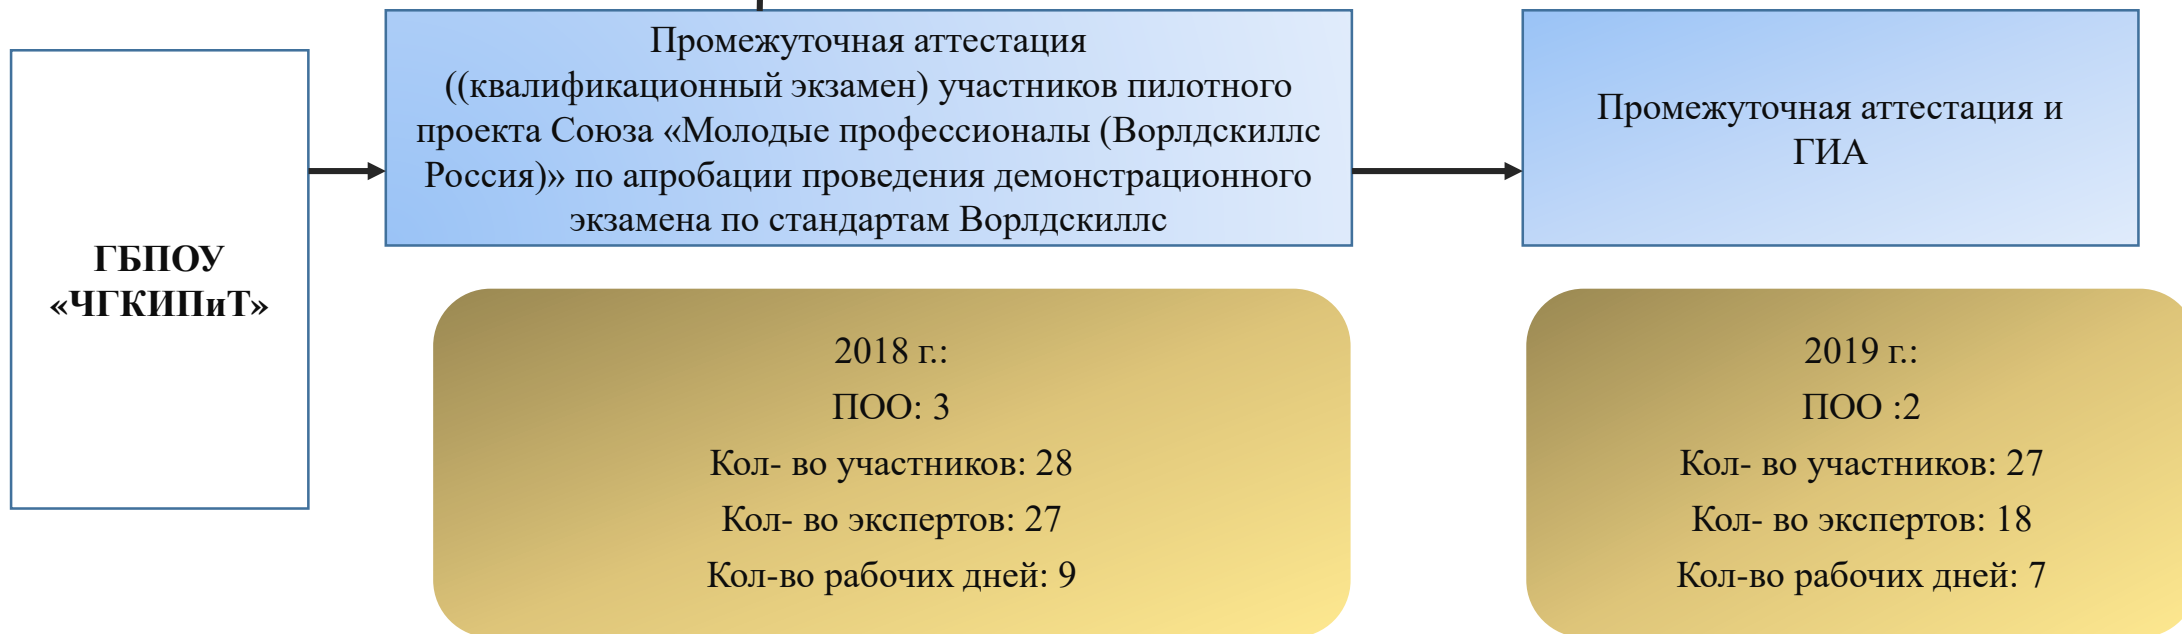 ГБПОУ
«ЧГКИПиТ»
Промежуточная аттестация
((квалификационный экзамен) участников пилотного
проекта Союза «Молодые профессионалы (Ворлдскиллс
Россия)» по апробации проведения демонстрационного
экзамена по стандартам Ворлдскиллс
Промежуточная аттестация и
ГИА
2018 г.:
ПОО: 3
Кол- во участников: 28
Кол- во экспертов: 27
Кол-во рабочих дней: 9
2019 г.:
ПОО :2
Кол- во участников: 27
Кол- во экспертов: 18
Кол-во рабочих дней: 7